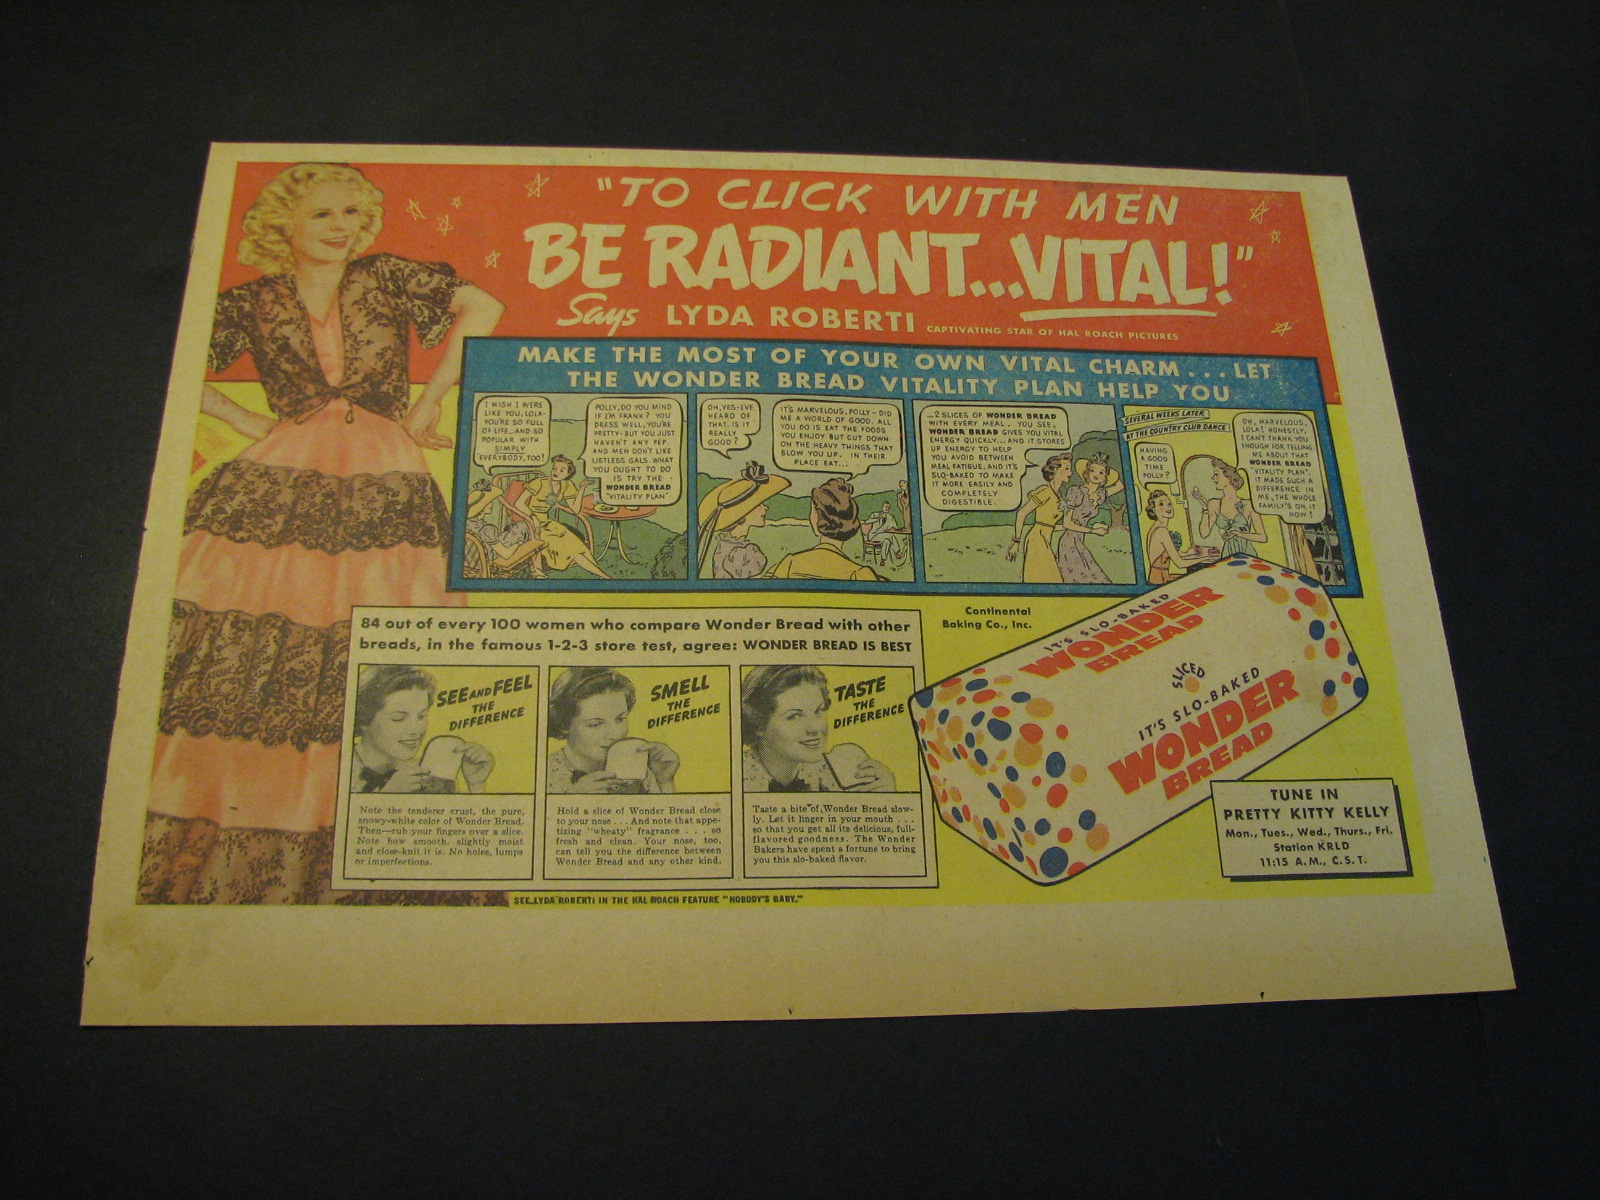 "TO CLICK WITH MEN
BE RADIANT...VITAL!"
Says LYDA ROBERTI CAPTIVATING STAR OF HAL ROACH PICTURES
MAKE THE MOST OF YOUR OWN VITAL CHARM...LET
THE WONDER BREAD VITALITY PLAN HELP YOU
I WISH I WERE
LIKE YOU, LOLA-
YOU'RE SO FULL
OF LIFE...AND SO
POPULAR WITH
SIMPLY
EVERYBODY, TOO!
POLLY, DO YOU MIND
IF I'M FRANK? YOU
DRESS WELL, YOU'RE
PRETTY-BUT YOU JUST
HAVEN'T ANY PEP.
AND MEN DON'T LIKE
LISTLESS GALS. WHAT
YOU OUGHT TO DO
IS TRY THE
WONDER BREAD
"VITALITY PLAN"
OH, YES-I'VE
HEARD OF
THAT. IS IT
REALLY
GOOD?
IT'S MARVELOUS, POLLY-DID
ME A WORLD OF GOOD. ALL
YOU DO IS EAT THE FOODS
YOU ENJOY BUT CUT DOWN
ON THE HEAVY THINGS THAT
SLOW YOU UP. IN THEIR
PLACE EAT...
...2 SLICES OF WONDER BREAD
WITH EVERY MEAL. YOU SEE,
WONDER BREAD GIVES YOU VITAL
ENERGY QUICKLY...AND IT STORES
UP ENERGY TO HELP
YOU AVOID BETWEEN
MEAL FATIGUE. AND IT'S
SLO-BAKED TO MAKE
IT MORE EASILY AND
COMPLETELY
DIGESTIBLE.
SEVERAL WEEKS LATER
AT THE COUNTRY CLUB DANCE!
HAVING
A GOOD
TIME
POLLY?
OH, MARVELOUS,
LOLA! HONESTLY,
I CAN'T THANK YOU
ENOUGH FOR TELLING
ME ABOUT THAT
WONDER BREAD
"VITALITY PLAN".
IT MADE SUCH A
DIFFERENCE IN
ME, THE WHOLE
FAMILY'S ON IT
NOW!
84 out of every 100 women who compare Wonder Bread with other
breads, in the famous 1-2-3 store test, agree: WONDER BREAD IS BEST
SEE AND FEEL
THE
DIFFERENCE
Note the tenderer crust, the pure,
snowy-white color of Wonder Bread.
Then—rub your fingers over a slice.
Note how smooth, slightly moist
and close-knit it is. No holes, lumps
or imperfections.
SMELL
THE
DIFFERENCE
Hold a slice of Wonder Bread close
to your nose . . . And note that appe-
tizing "wheaty" fragrance . . . so
fresh and clean. Your nose, too,
can tell you the difference between
Wonder Bread and any other kind.
TASTE
THE
DIFFERENCE
Taste a bite of Wonder Bread slow-
ly. Let it linger in your mouth . . .
so that you get all its delicious, full-
flavored goodness. The Wonder
Bakers have spent a fortune to bring
you this slo-baked flavor.
Continental
Baking Co., Inc.
IT'S SLO-BAKED
WONDER
BREAD
SLICED
IT'S SLO-BAKED
WONDER
BREAD
TUNE IN
PRETTY KITTY KELLY
Mon., Tues., Wed., Thurs., Fri.
Station KRLD
11:15 A.M., C.S.T.
SEE LYDA ROBERTI IN THE HAL ROACH FEATURE "NOBODY'S BABY."